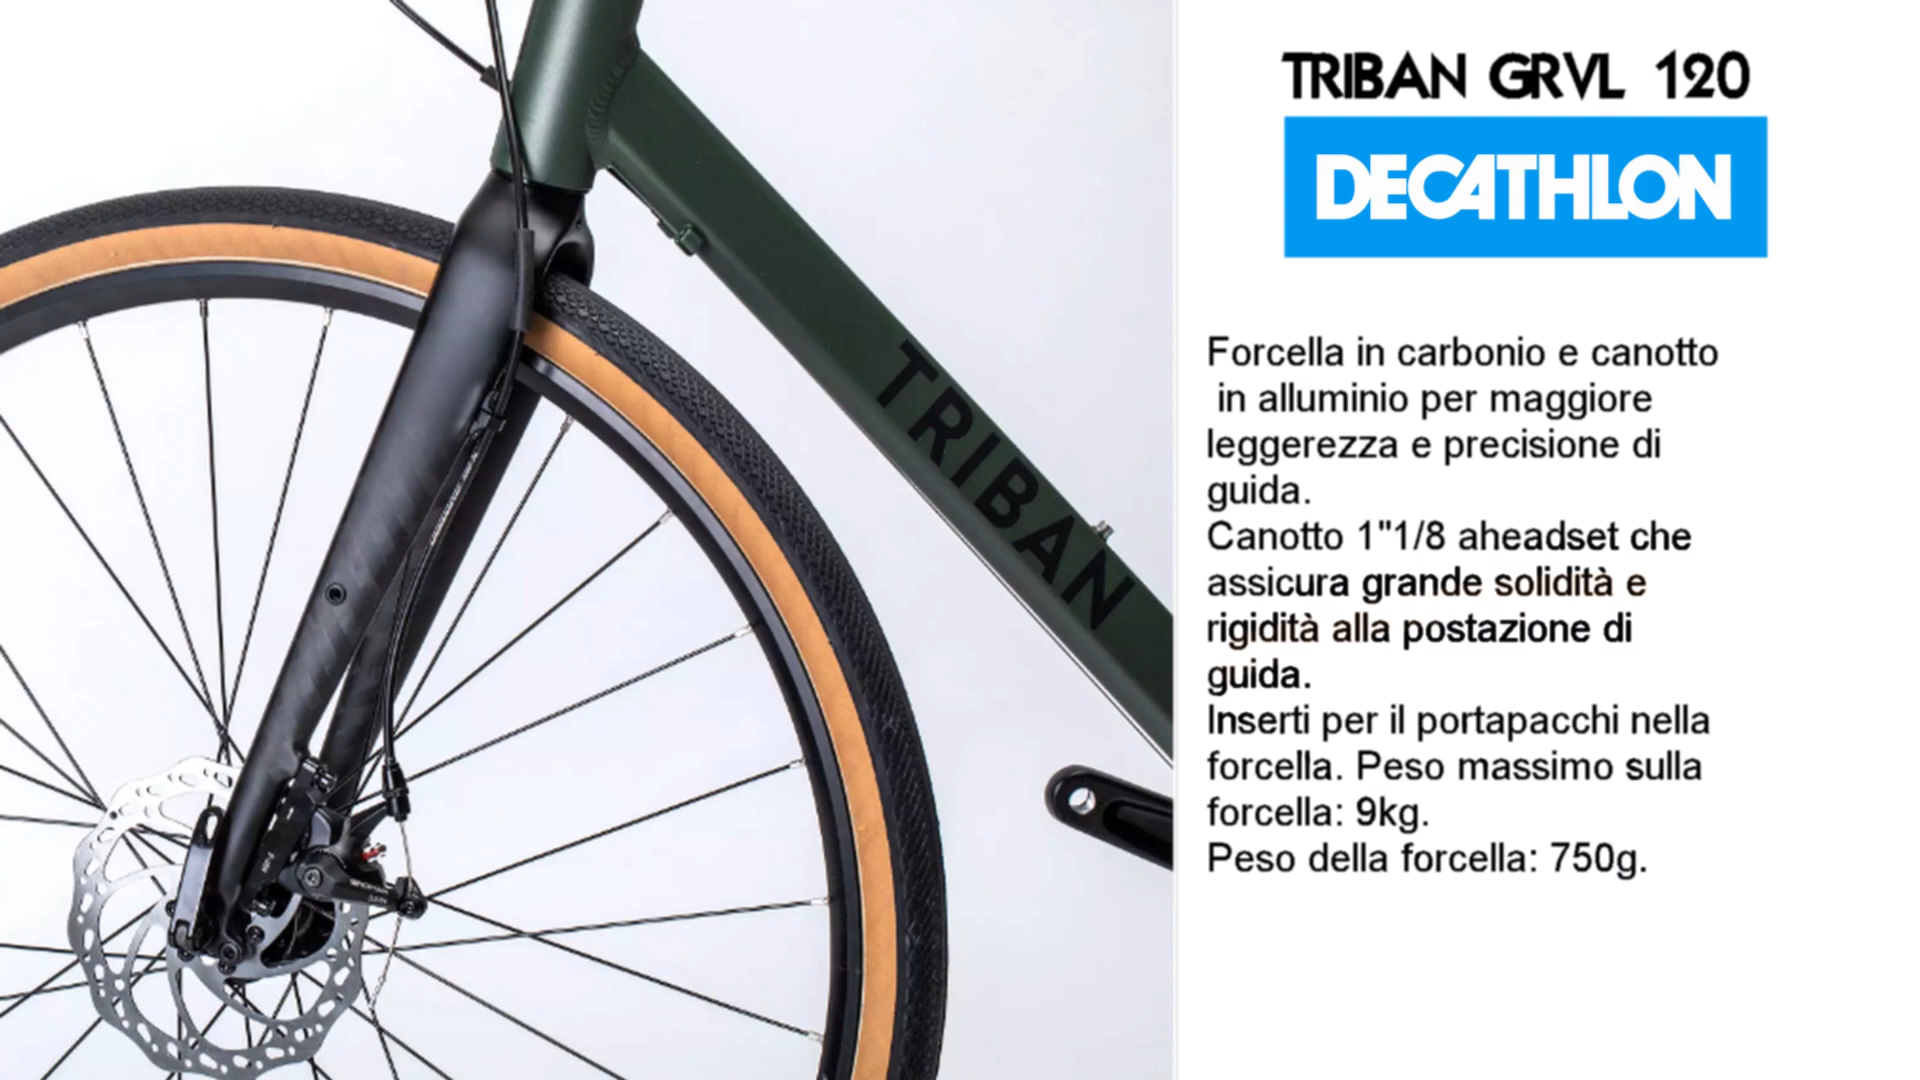 TRIBAN GRVL 120
DECATHLON
TRIBAN
Forcella in carbonio e canotto
in alluminio per maggiore
leggerezza e precisione di
guida.
Canotto 1"1/8 aheadset che
assicura grande solidità e
rigidità alla postazione di
guida.
Inserti per il portapacchi nella
forcella. Peso massimo sulla
forcella: 9kg.
Peso della forcella: 750g.